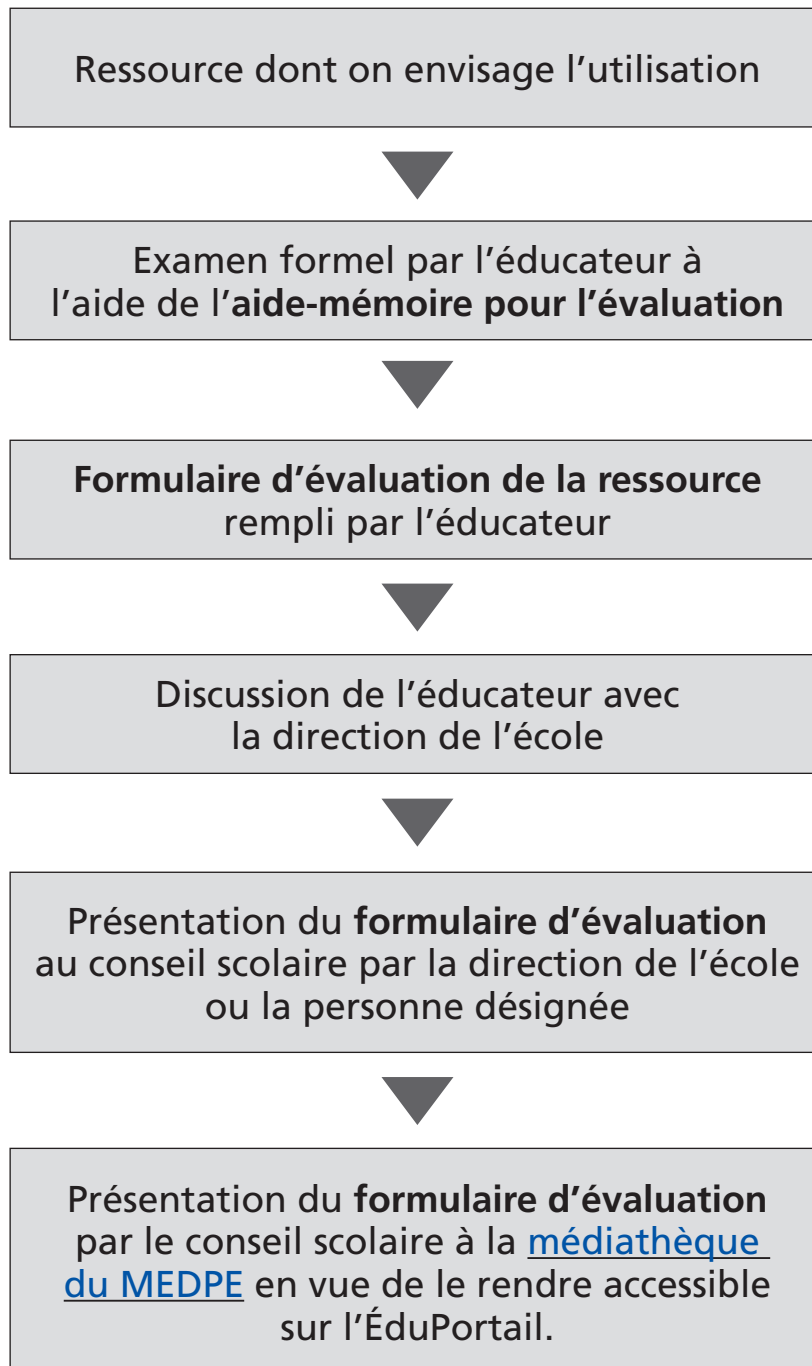 Ressource dont on envisage l’utilisation
Examen formel par l’éducateur à
l’aide de l’aide-mémoire pour l’évaluation
Formulaire d’évaluation de la ressource
rempli par l’éducateur
Discussion de l’éducateur avec
la direction de l’école
Présentation du formulaire d’évaluation
au conseil scolaire par la direction de l’école
ou la personne désignée
Présentation du formulaire d’évaluation
par le conseil scolaire à la médiathèque
du MEDPE en vue de le rendre accessible
sur l’ÉduPortail.